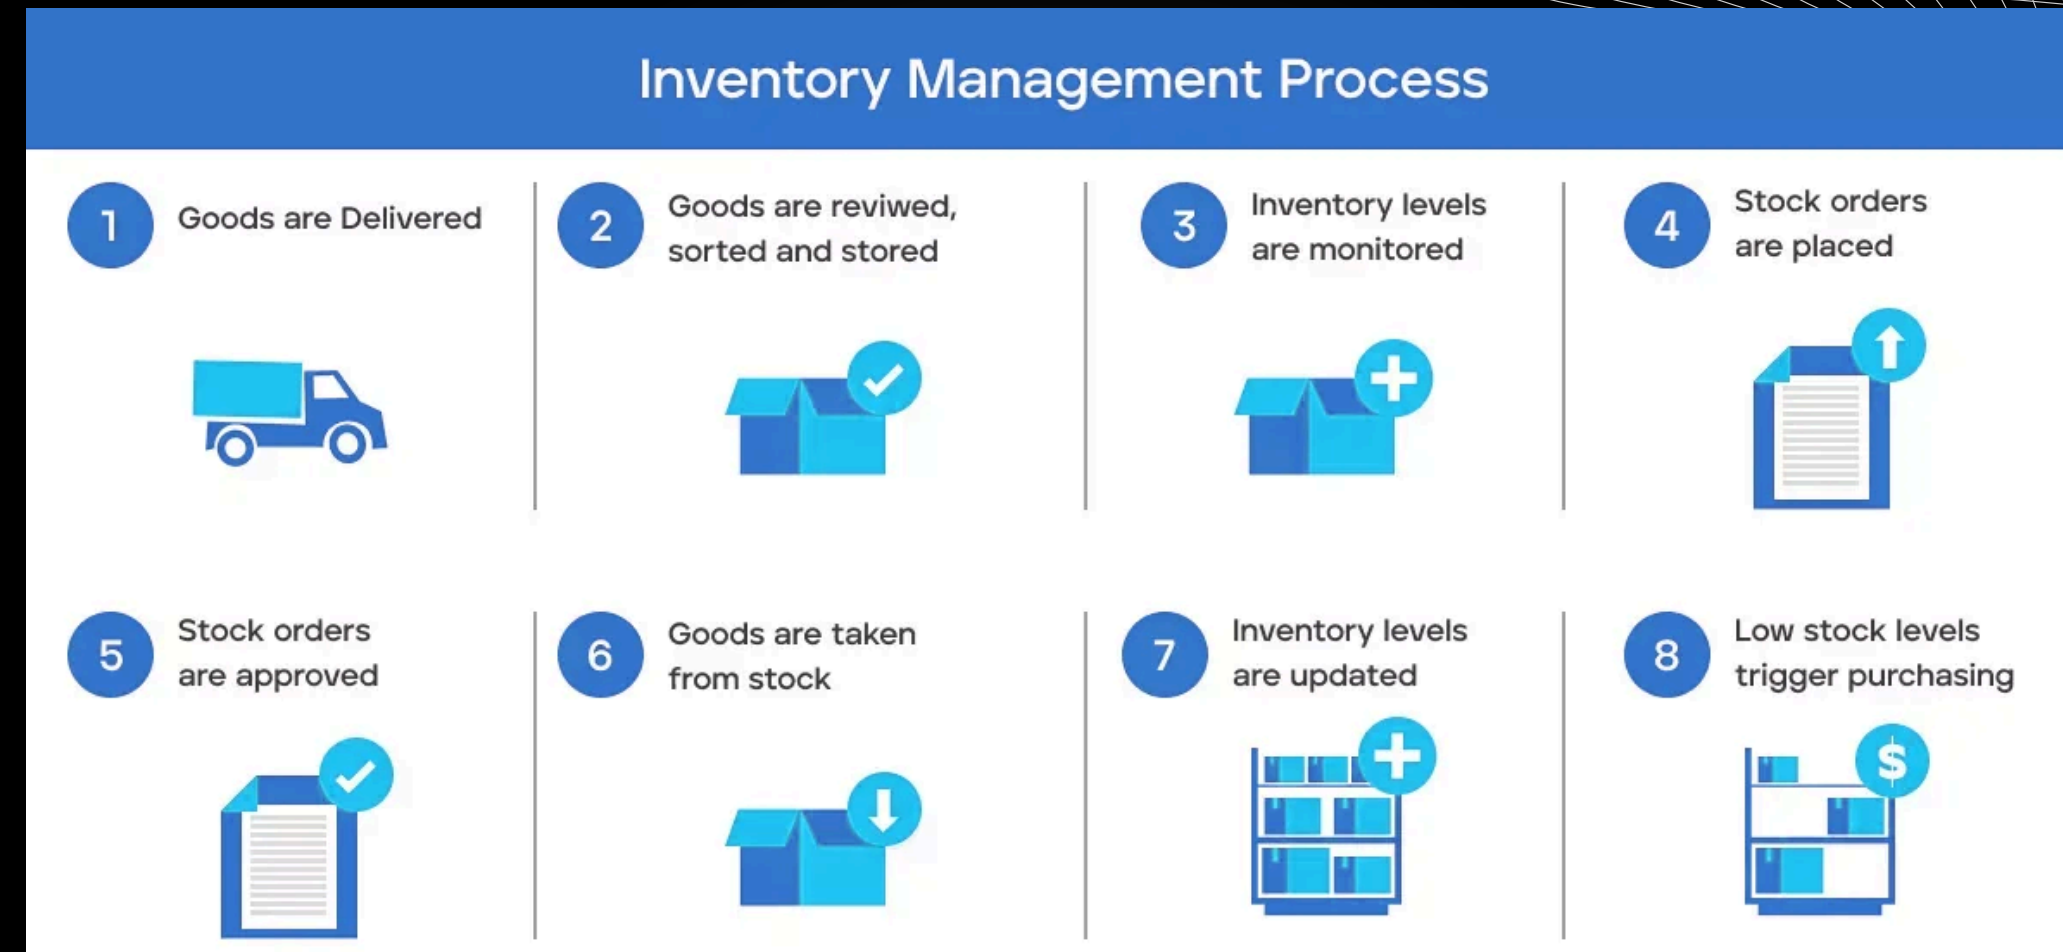 Inventory Management Process
1
Goods are Delivered
2
Goods are reviwed,
sorted and stored
3
Inventory levels
are monitored
4
Stock orders
are placed
5
Stock orders
are approved
6
Goods are taken
from stock
7
Inventory levels
are updated
8
Low stock levels
trigger purchasing
$